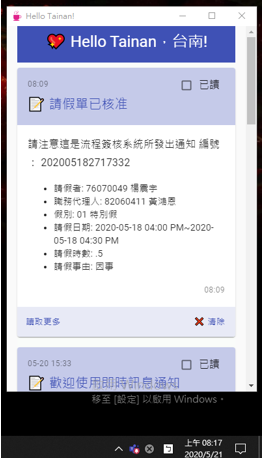 Hello Tainan!
Hello Tainan，台南!
08:09
已讀
請假單已核准
請注意這是流程簽核系統所發出通知 編號
： 202005182717332
請假者: 76070049 楊震宇
職務代理人: 82060411 黃鴻恩
假別: 01 特別假
請假日期: 2020-05-18 04:00 PM~2020-
05-18 04:30 PM
請假時數: .5
請假事由: 因事
08:09
讀取更多
清除
05-20 15:33
已讀
歡迎使用即時訊息通知
移至 [設定] 以啟用 Windows。
上午 08:17
2020/5/21